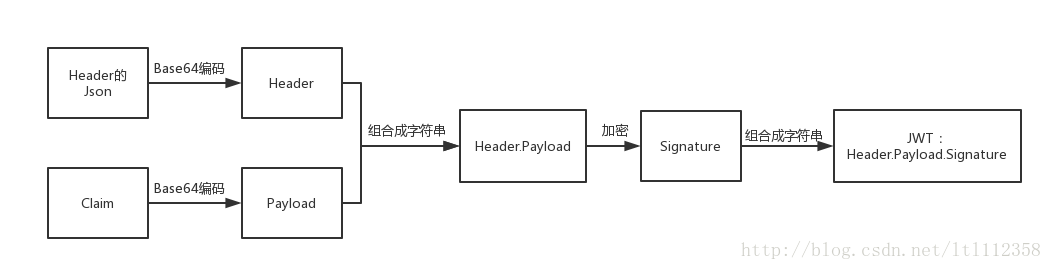 Header的
Json
Base64编码
Header
Claim
Base64编码
Payload
组合成字符串
Header.Payload
加密
Signature
组合成字符串
JWT：
Header.Payload.Signature
http://blog.csdn.net/ltl112358